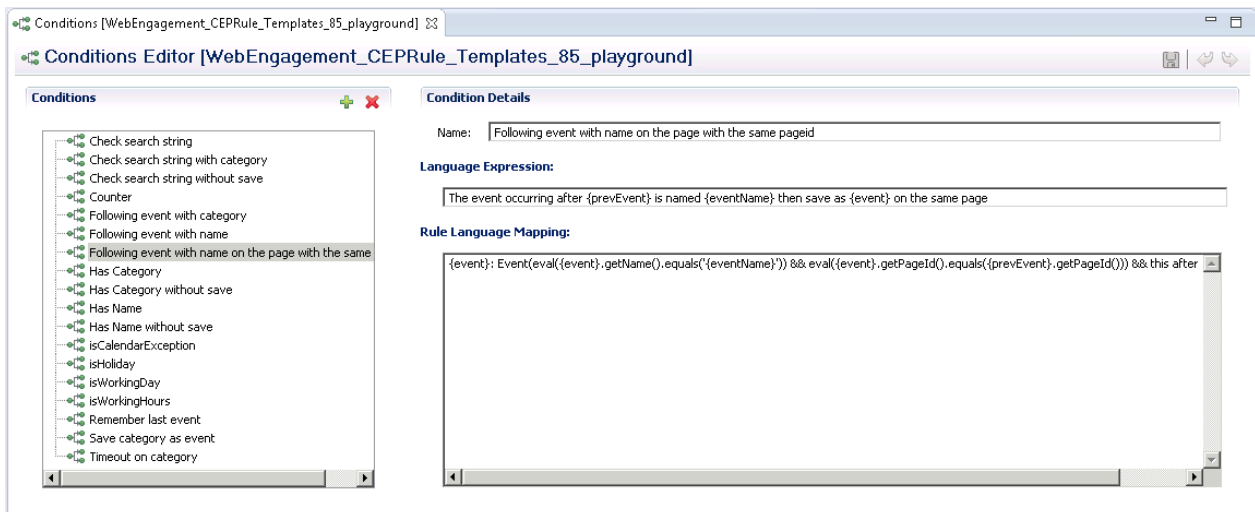 Conditions [WebEngagement_CEPRule_Templates_85_playground]
Conditions Editor [WebEngagement_CEPRule_Templates_85_playground]
Conditions
Check search string
Check search string with category
Check search string without save
Counter
Following event with category
Following event with name
Following event with name on the page with the same
Has Category
Has Category without save
Has Name
Has Name without save
isCalendarException
isHoliday
isWorkingDay
isWorkingHours
Remember last event
Save category as event
Timeout on category
Condition Details
Name: Following event with name on the page with the same pageid
Language Expression:
The event occurring after {prevEvent} is named {eventName} then save as {event} on the same page
Rule Language Mapping:
{event}: Event(eval({event}.getName().equals('{eventName}')) && eval({event}.getPageId().equals({prevEvent}.getPageId())) && this after